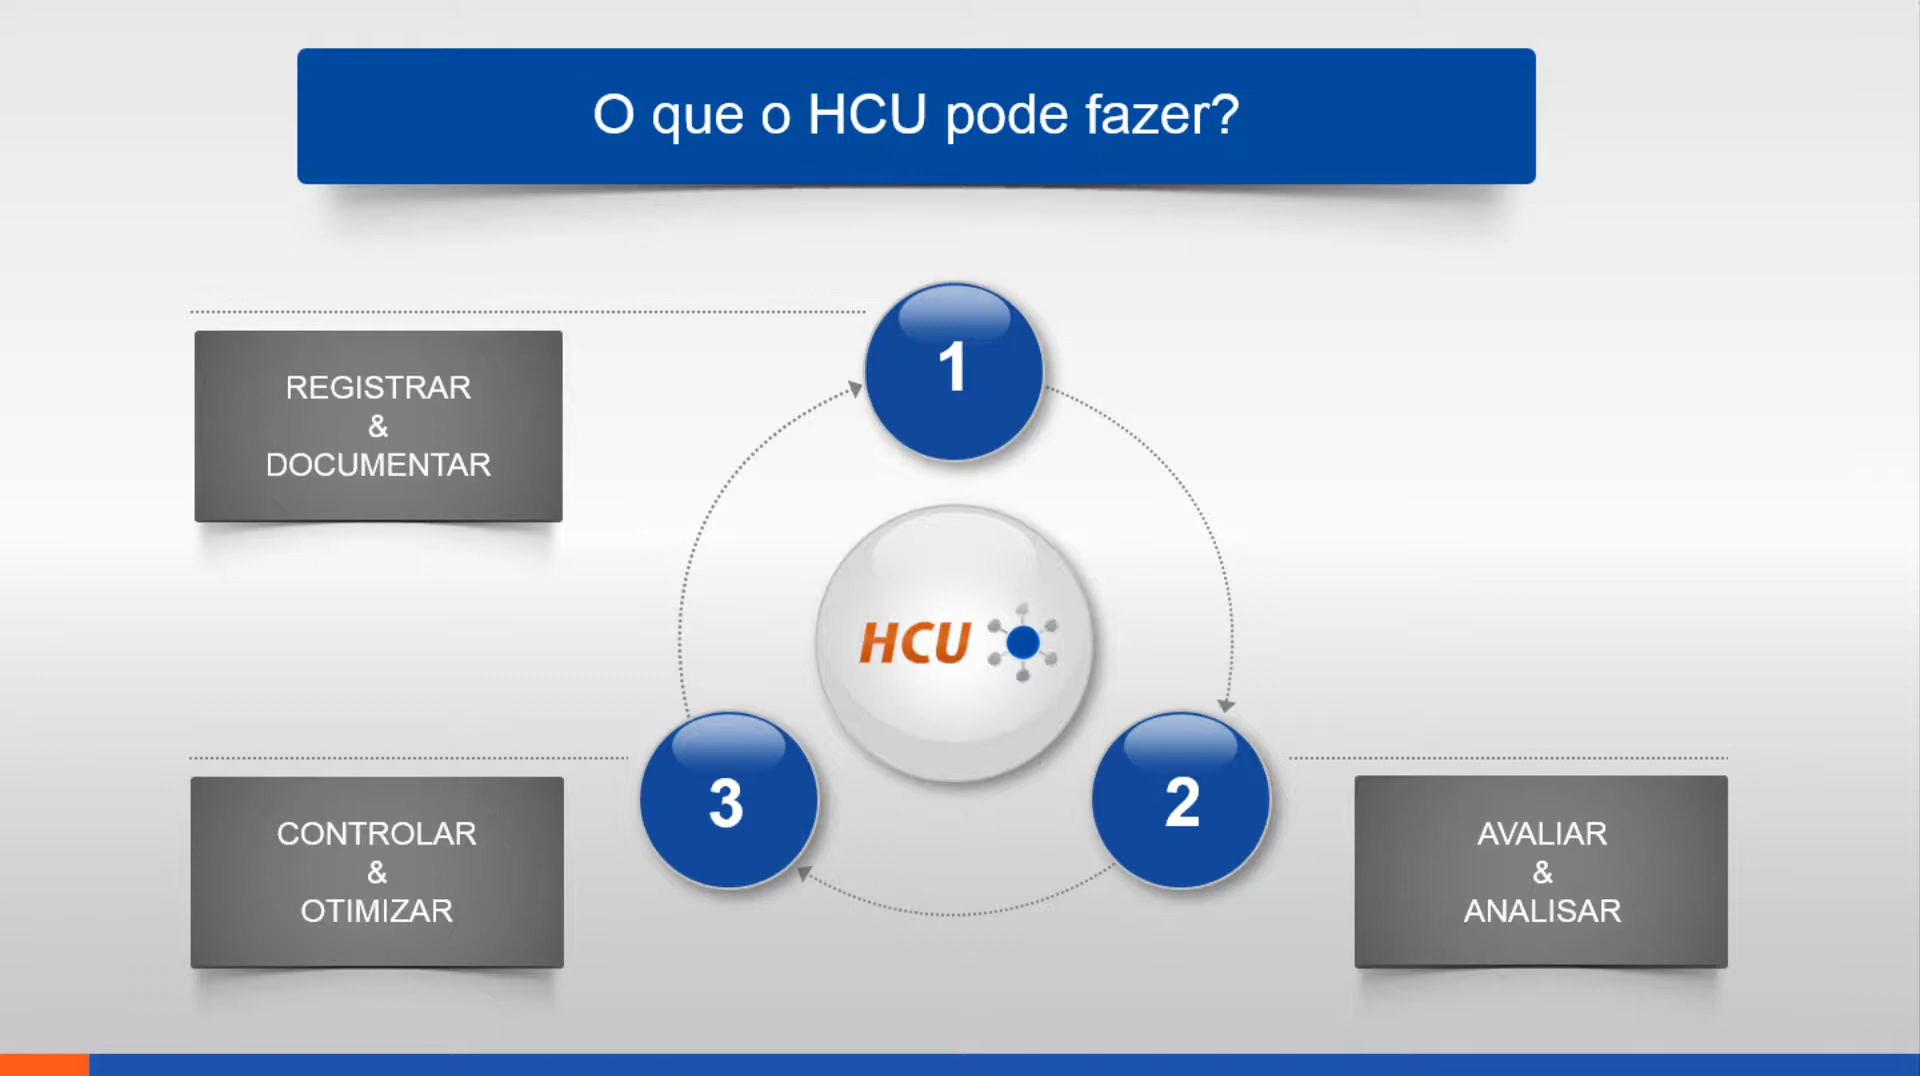 O que o HCU pode fazer?
1
REGISTRAR
&
DOCUMENTAR
HCU
3
2
CONTROLAR
&
OTIMIZAR
AVALIAR
&
ANALISAR